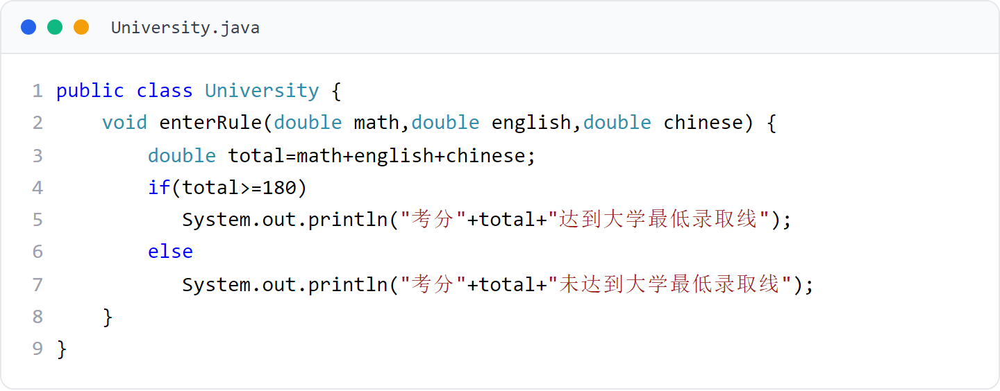 University.java
1 public class University {
2     void enterRule(double math,double english,double chinese) {
3         double total=math+english+chinese;
4         if(total>=180)
5            System.out.println("考分"+total+"达到大学最低录取线");
6         else
7            System.out.println("考分"+total+"未达到大学最低录取线");
8     }
9 }